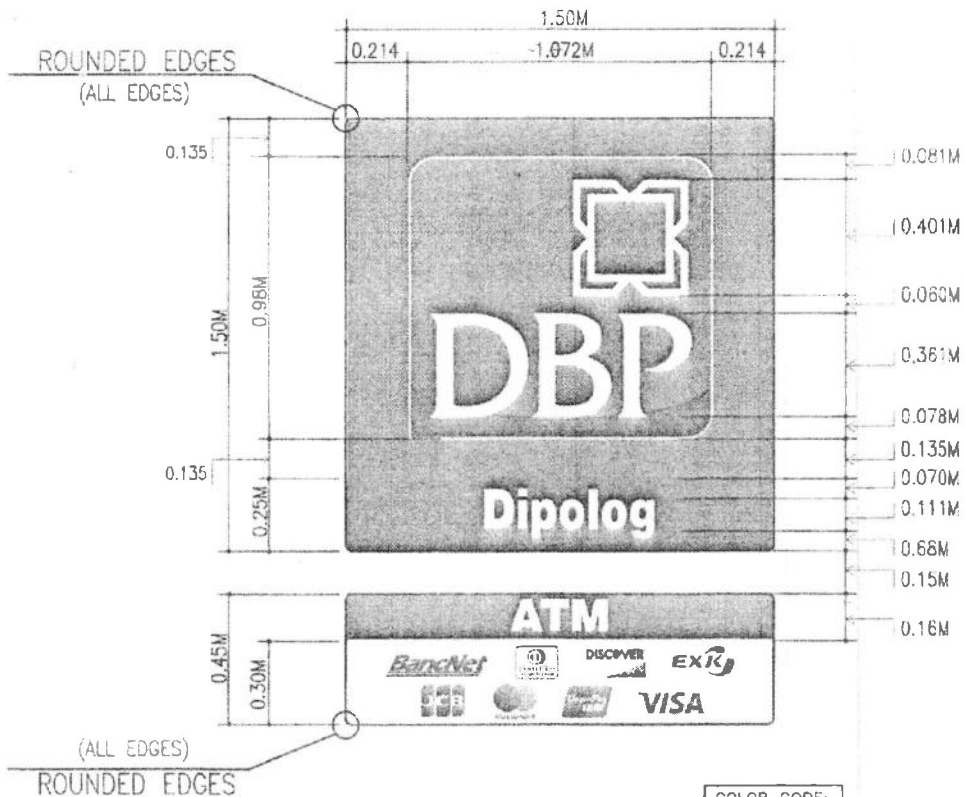 1.50M
0.214 -1.072M 0.214
ROUNDED EDGES
(ALL EDGES)
0.135
0.081M
0.401M
0.060M
0.98M
1.50M
DBP
0.361M
0.078M
0.135M
0.135
0.070M
0.25M
Dipolog
0.111M
0.68M
0.15M
ATM
0.16M
0.45M
0.30M
BancNet
DISCOVER
JCB
VISA
(ALL EDGES)
ROUNDED EDGES
COLOR CODE: